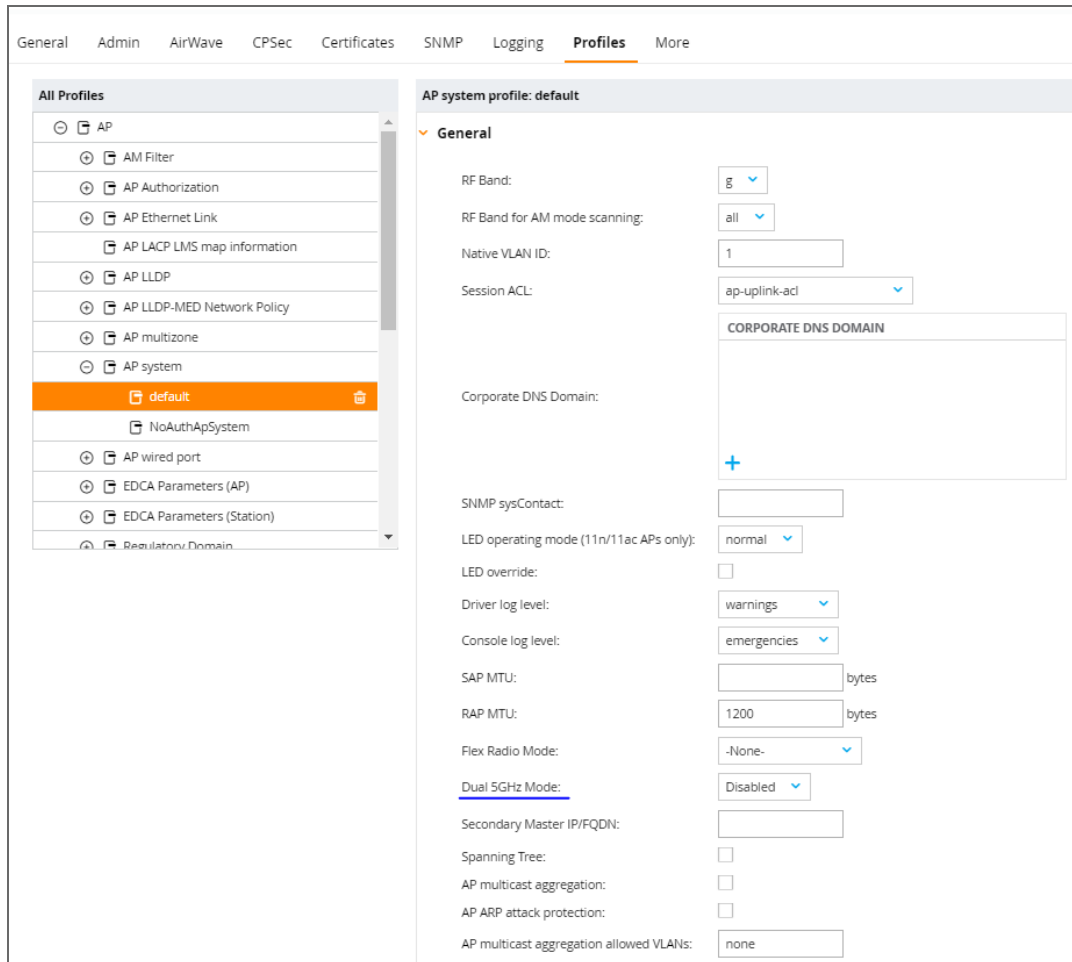 General Admin AirWave CPSec Certificates SNMP Logging Profiles More
All Profiles
AP
AM Filter
AP Authorization
AP Ethernet Link
AP LACP LMS map information
AP LLDP
AP LLDP-MED Network Policy
AP multizone
AP system
default
NoAuthApSystem
AP wired port
EDCA Parameters (AP)
EDCA Parameters (Station)
Regulatory Domain
AP system profile: default
General
RF Band: g
RF Band for AM mode scanning: all
Native VLAN ID: 1
Session ACL: ap-uplink-acl
CORPORATE DNS DOMAIN
Corporate DNS Domain:
SNMP sysContact:
LED operating mode (11n/11ac APs only): normal
LED override:
Driver log level: warnings
Console log level: emergencies
SAP MTU: bytes
RAP MTU: 1200 bytes
Flex Radio Mode: -None-
Dual 5GHz Mode: Disabled
Secondary Master IP/FQDN:
Spanning Tree:
AP multicast aggregation:
AP ARP attack protection:
AP multicast aggregation allowed VLANs: none